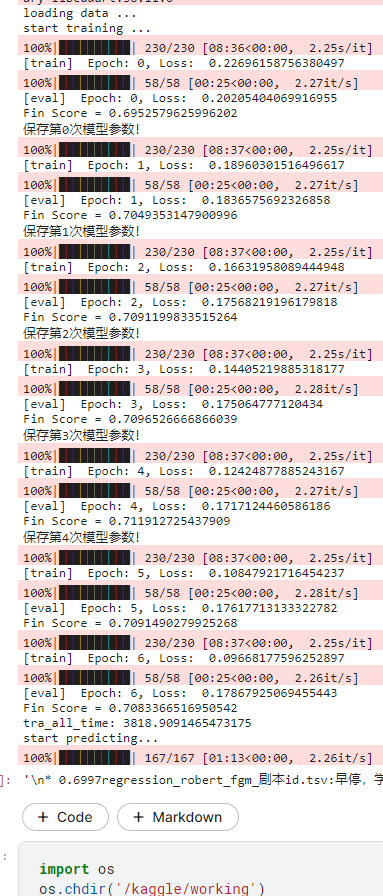 loading data ...
start training ...
100%|██████████| 230/230 [08:36<00:00,  2.25s/it]
[train]  Epoch: 0, Loss:  0.22696158756380497
100%|██████████| 58/58 [00:25<00:00,  2.27it/s]
[eval]  Epoch: 0, Loss:  0.20205404069916955
Fin Score = 0.6952579625996202
保存第0次模型参数!
100%|██████████| 230/230 [08:37<00:00,  2.25s/it]
[train]  Epoch: 1, Loss:  0.18960301516496617
100%|██████████| 58/58 [00:25<00:00,  2.27it/s]
[eval]  Epoch: 1, Loss:  0.1836575692326858
Fin Score = 0.7049353147900996
保存第1次模型参数!
100%|██████████| 230/230 [08:37<00:00,  2.25s/it]
[train]  Epoch: 2, Loss:  0.16631958089444948
100%|██████████| 58/58 [00:25<00:00,  2.27it/s]
[eval]  Epoch: 2, Loss:  0.17568219196179818
Fin Score = 0.7091199833515264
保存第2次模型参数!
100%|██████████| 230/230 [08:37<00:00,  2.25s/it]
[train]  Epoch: 3, Loss:  0.14405219885318177
100%|██████████| 58/58 [00:25<00:00,  2.28it/s]
[eval]  Epoch: 3, Loss:  0.175064777120434
Fin Score = 0.7096526666866039
保存第3次模型参数!
100%|██████████| 230/230 [08:37<00:00,  2.25s/it]
[train]  Epoch: 4, Loss:  0.12424877885243167
100%|██████████| 58/58 [00:25<00:00,  2.27it/s]
[eval]  Epoch: 4, Loss:  0.1717124460586186
Fin Score = 0.711912725437909
保存第4次模型参数!
100%|██████████| 230/230 [08:37<00:00,  2.25s/it]
[train]  Epoch: 5, Loss:  0.10847921716454237
100%|██████████| 58/58 [00:25<00:00,  2.28it/s]
[eval]  Epoch: 5, Loss:  0.17617713133322782
Fin Score = 0.7091490279925268
100%|██████████| 230/230 [08:37<00:00,  2.25s/it]
[train]  Epoch: 6, Loss:  0.09668177596252897
100%|██████████| 58/58 [00:25<00:00,  2.26it/s]
[eval]  Epoch: 6, Loss:  0.17867925069455443
Fin Score = 0.7083366516950542
tra_all_time: 3818.9091465473175
start predicting...
100%|██████████| 167/167 [01:13<00:00,  2.26it/s]
]: '\n* 0.6997regression_robert_fgm_剧本id.tsv:早停，学
+ Code + Markdown
import os
os.chdir('/kaggle/working')